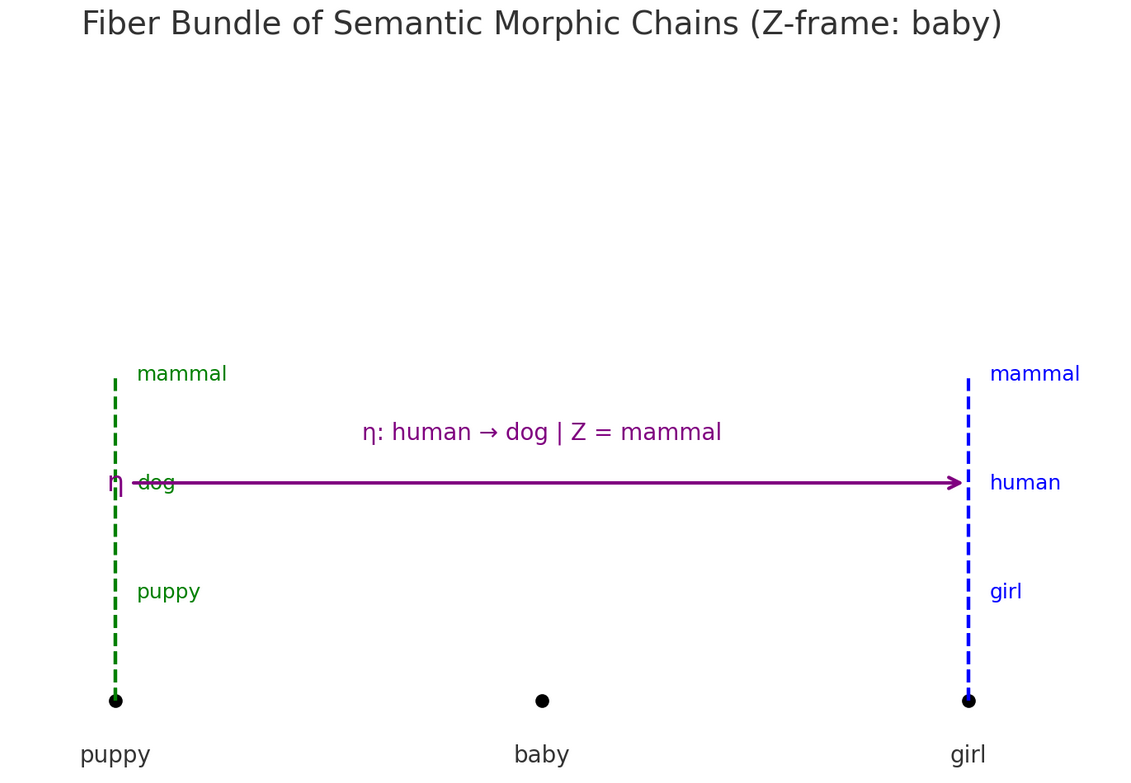 Fiber Bundle of Semantic Morphic Chains (Z-frame: baby)
mammal
mammal
η: human → dog | Z = mammal
η dog
human
puppy
girl
puppy
baby
girl